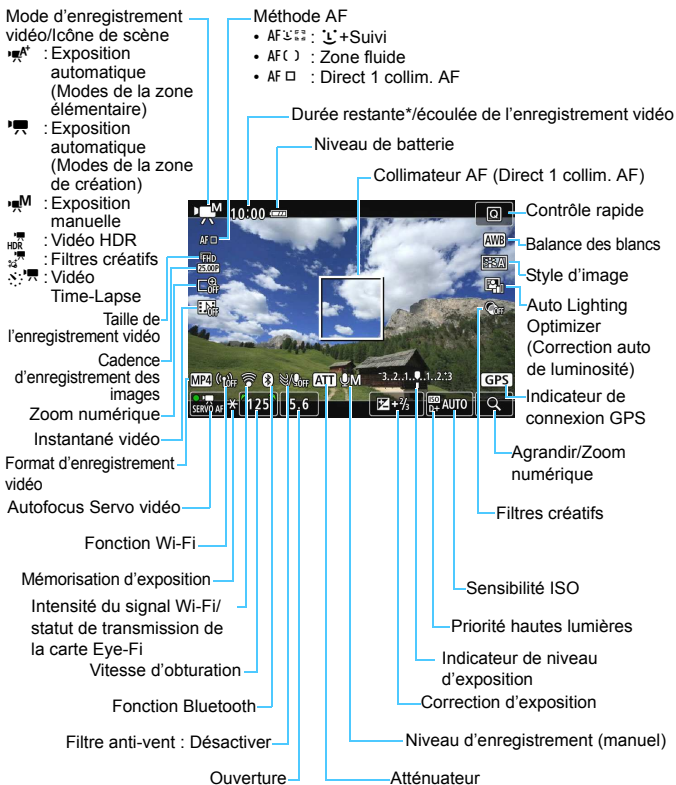 Mode d'enregistrement
vidéo/Icône de scène
A+ : Exposition
automatique
(Modes de la zone
élémentaire)
: Exposition
automatique
(Modes de la zone
de création)
M : Exposition
manuelle
HDR : Vidéo HDR
: Filtres créatifs
: Vidéo
Time-Lapse
Méthode AF
• AF : +Suivi
• AF( ) : Zone fluide
• AF □ : Direct 1 collim. AF
Durée restante*/écoulée de l'enregistrement vidéo
Niveau de batterie
Collimateur AF (Direct 1 collim. AF)
M 10:00
Q
Contrôle rapide
AF □
AWB
Balance des blancs
FHD
25.00P
A
Style d'image
OFF
Auto Lighting
Optimizer
(Correction auto
de luminosité)
OFF
OFF
Taille de
l'enregistrement vidéo
Cadence
d'enregistrement des
images
Zoom numérique
Instantané vidéo
Format d'enregistrement
vidéo
Autofocus Servo vidéo
MP4 OFF OFF ATT M -3..2..1..1..2.:3 GPS
SERVO AF * 125 5.6 +2/3 ISO D+ AUTO
Indicateur de
connexion GPS
Agrandir/Zoom
numérique
Filtres créatifs
Fonction Wi-Fi
Mémorisation d'exposition
Sensibilité ISO
Intensité du signal Wi-Fi/
statut de transmission de
la carte Eye-Fi
Priorité hautes lumières
Vitesse d'obturation
Indicateur de niveau
d'exposition
Fonction Bluetooth
Correction d'exposition
Filtre anti-vent : Désactiver
Niveau d'enregistrement (manuel)
Ouverture
Atténuateur